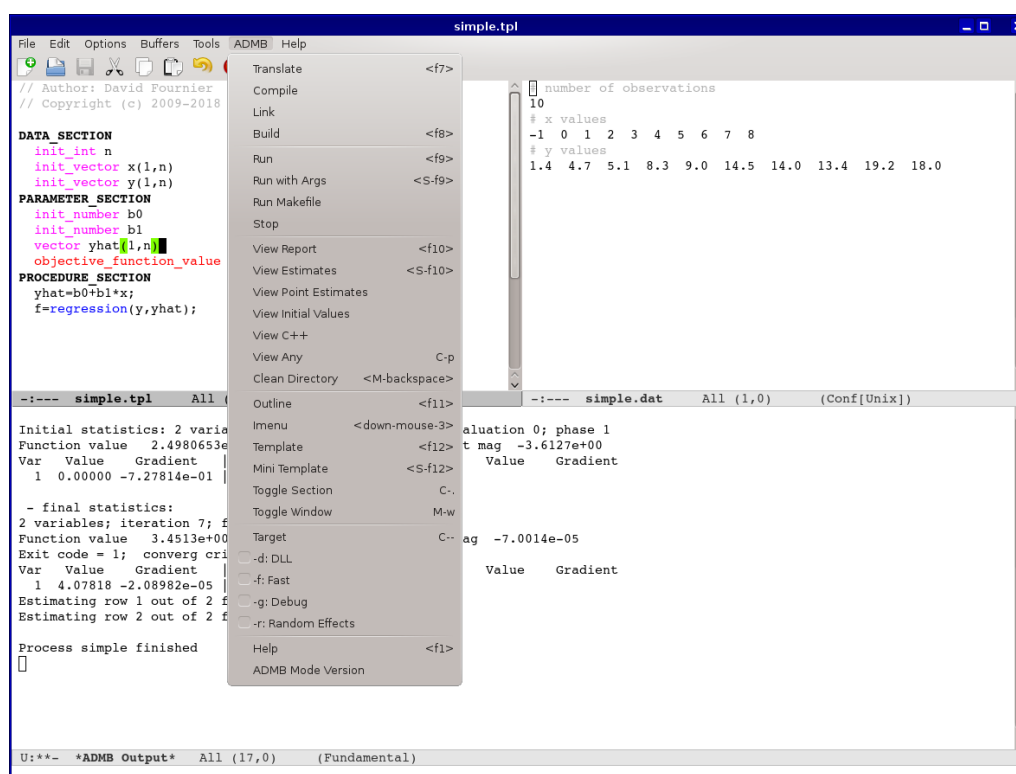 simple.tpl
File Edit Options Buffers Tools ADMB Help
// Author: David Fournier
// Copyright (c) 2009-2018
DATA_SECTION
init_int n
init_vector x(1,n)
init_vector y(1,n)
PARAMETER_SECTION
init_number b0
init_number b1
vector yhat(1,n)
objective_function_value
PROCEDURE_SECTION
yhat=b0+b1*x;
f=regression(y,yhat);
-:--- simple.tpl All (
Translate <f7>
Compile
Link
Build <f8>
Run <f9>
Run with Args <S-f9>
Run Makefile
Stop
View Report <f10>
View Estimates <S-f10>
View Point Estimates
View Initial Values
View C++
View Any C-p
Clean Directory <M-backspace>
Outline <f11>
Imenu <down-mouse-3>
Template <f12>
Mini Template <S-f12>
Toggle Section C-.
Toggle Window M-w
Target C--
-d: DLL
-f: Fast
-g: Debug
-r: Random Effects
Help <f1>
ADMB Mode Version
# number of observations
10
# x values
-1 0 1 2 3 4 5 6 7 8
# y values
1.4 4.7 5.1 8.3 9.0 14.5 14.0 13.4 19.2 18.0
-:--- simple.dat All (1,0) (Conf[Unix])
Initial statistics: 2 varia aluation 0; phase 1
Function value 2.4980653e t mag -3.6127e+00
Var Value Gradient | Value Gradient
1 0.00000 -7.27814e-01 |
- final statistics:
2 variables; iteration 7; f
Function value 3.4513e+00 ag -7.0014e-05
Exit code = 1; converg cri
Var Value Gradient | Value Gradient
1 4.07818 -2.08982e-05 |
Estimating row 1 out of 2 f
Estimating row 2 out of 2 f
Process simple finished
U:**- *ADMB Output* All (17,0) (Fundamental)